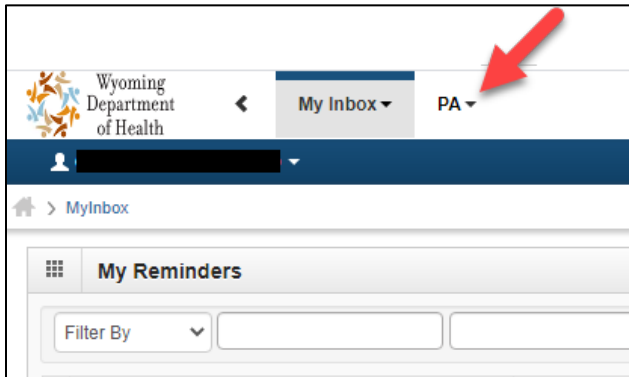 Wyoming
Department
of Health
My Inbox
PA
MyInbox
My Reminders
Filter By